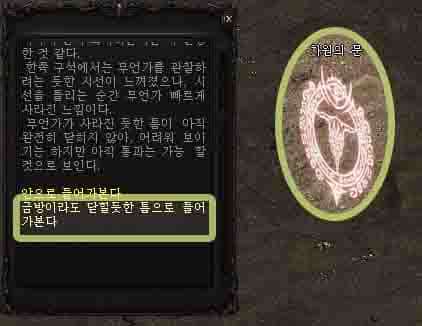 한 것 같다.
한쪽 구석에서는 무언가를 관찰하
려는 듯한 시선이 느껴졌으나, 시
선을 돌리는 순간 무언가 빠르게
사라진 느낌이다.
무언가가 사라진 듯한 틈이 아직
완전히 닫히지 않아, 어려워 보이
기는 하지만 아직 통과는 가능 할
것으로 보인다.
안으로 들어가본다
금방이라도 닫힐듯한 틈으로 들어
가본다
차원의 문